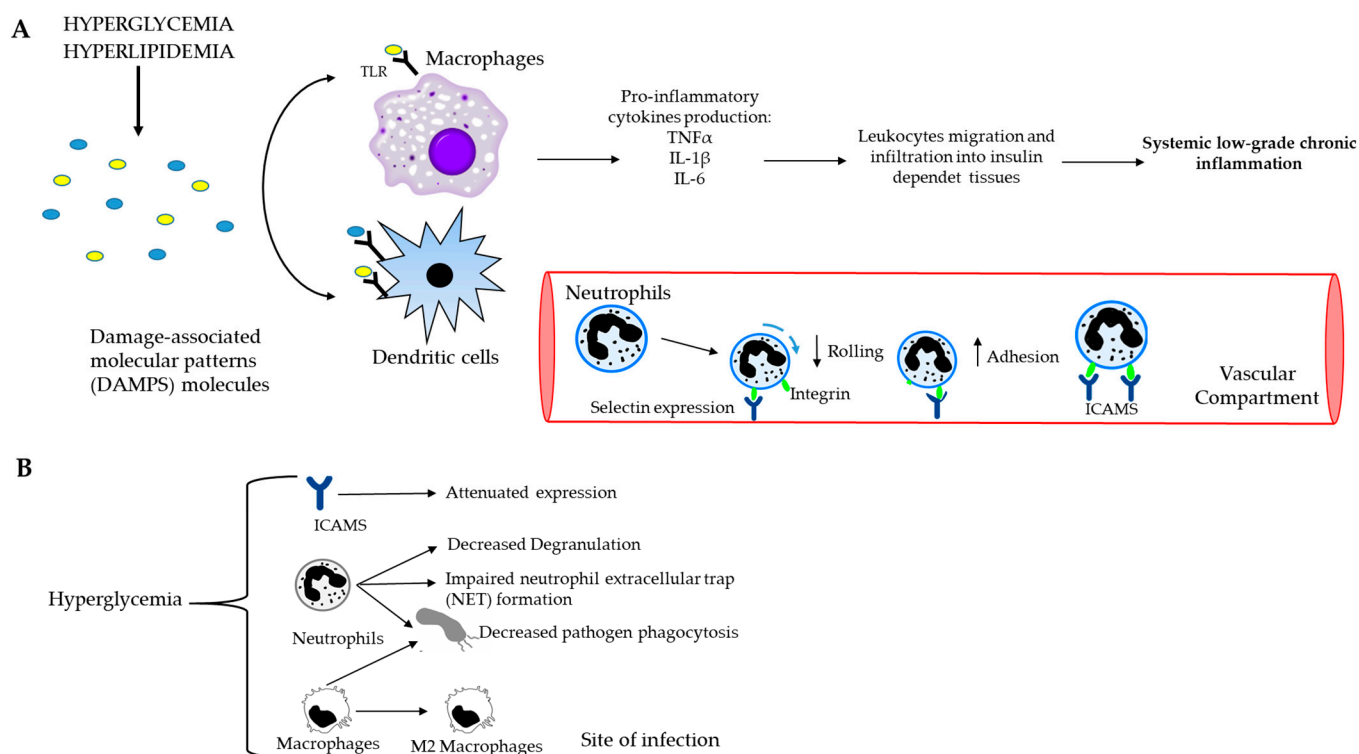 A
HYPERGLYCEMIA
HYPERLIPIDEMIA
Damage-associated
molecular patterns
(DAMPS) molecules
TLR
Macrophages
Dendritic cells
Pro-inflammatory
cytokines production:
TNFα
IL-1β
IL-6
Leukocytes migration and
infiltration into insulin
dependet tissues
Systemic low-grade chronic
inflammation
Neutrophils
Selectin expression
Rolling
Integrin
Adhesion
ICAMS
Vascular
Compartment
B
Hyperglycemia
ICAMS
Attenuated expression
Neutrophils
Decreased Degranulation
Impaired neutrophil extracellular trap
(NET) formation
Decreased pathogen phagocytosis
Macrophages
M2 Macrophages
Site of infection